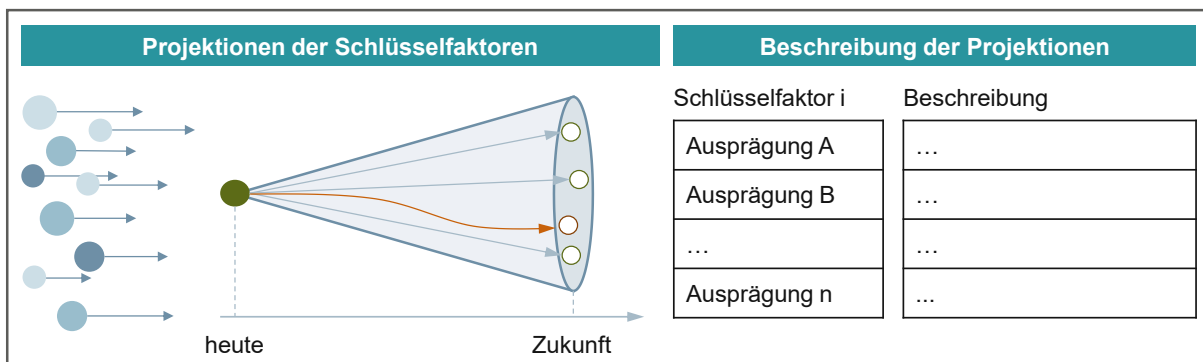 Projektionen der Schlüsselfaktoren
heute
Zukunft
Beschreibung der Projektionen
Schlüsselfaktor i Beschreibung
Ausprägung A …
Ausprägung B …
… …
Ausprägung n ...